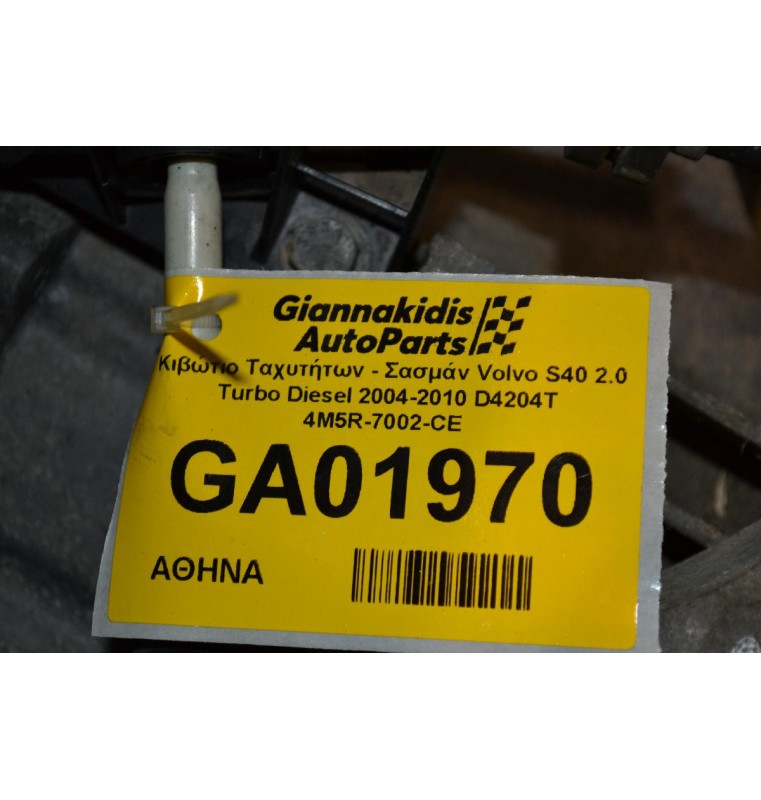 Giannakidis
AutoParts
Κιβώτιο Ταχυτήτων - Σασμάν Volvo S40 2.0
Turbo Diesel 2004-2010 D4204T
4M5R-7002-CE
GA01970
ΑΘΗΝΑ